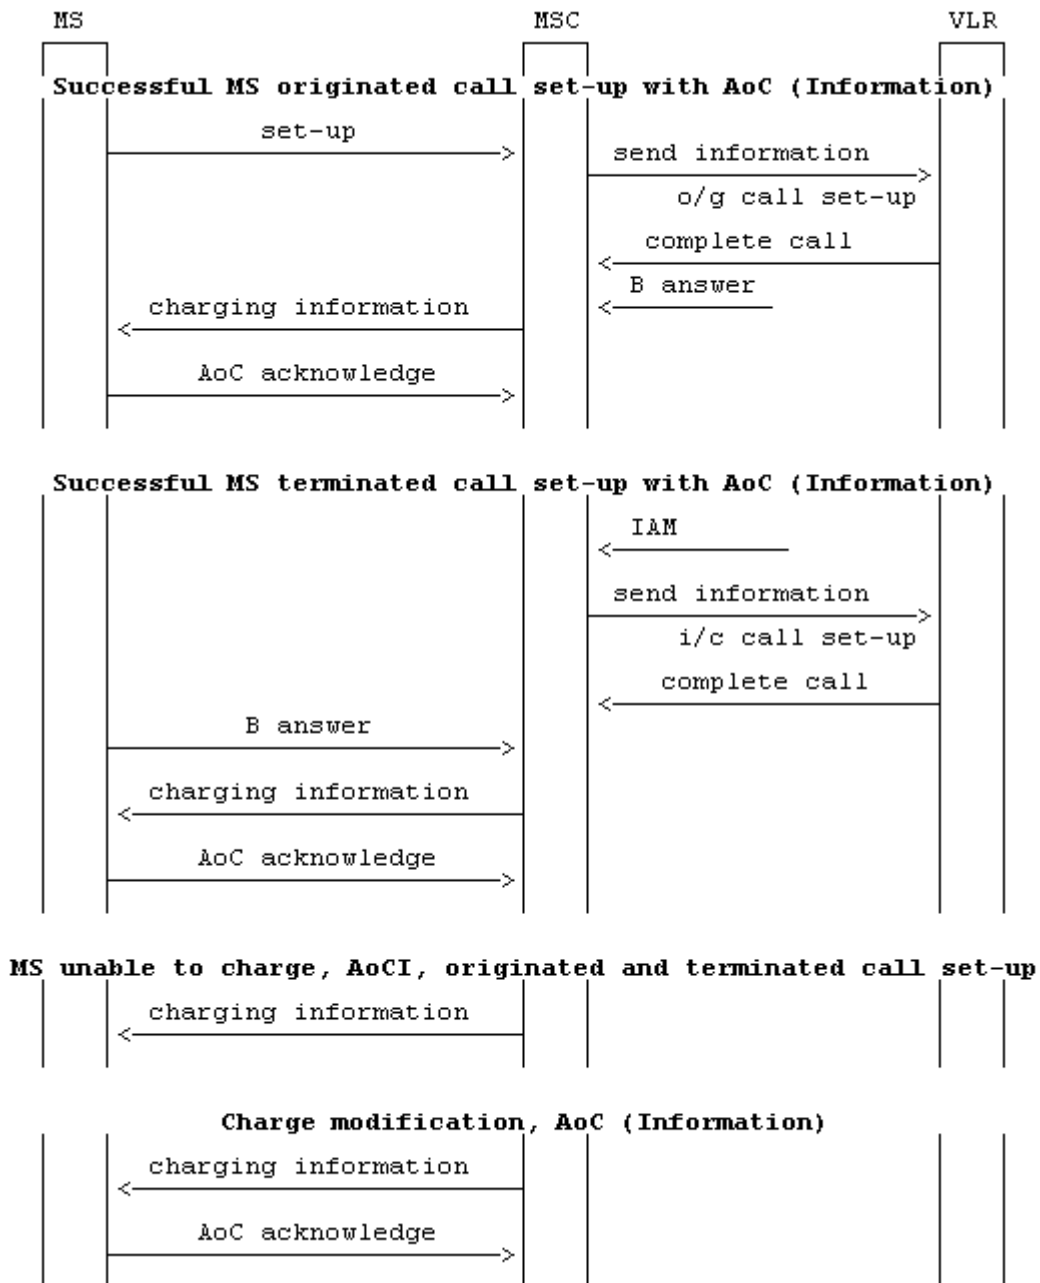 MS MSC VLR
Successful MS originated call set-up with AoC (Information)
set-up
send information
o/g call set-up
complete call
B answer
charging information
AoC acknowledge
Successful MS terminated call set-up with AoC (Information)
IAM
send information
i/c call set-up
complete call
B answer
charging information
AoC acknowledge
MS unable to charge, AoCI, originated and terminated call set-up
charging information
Charge modification, AoC (Information)
charging information
AoC acknowledge